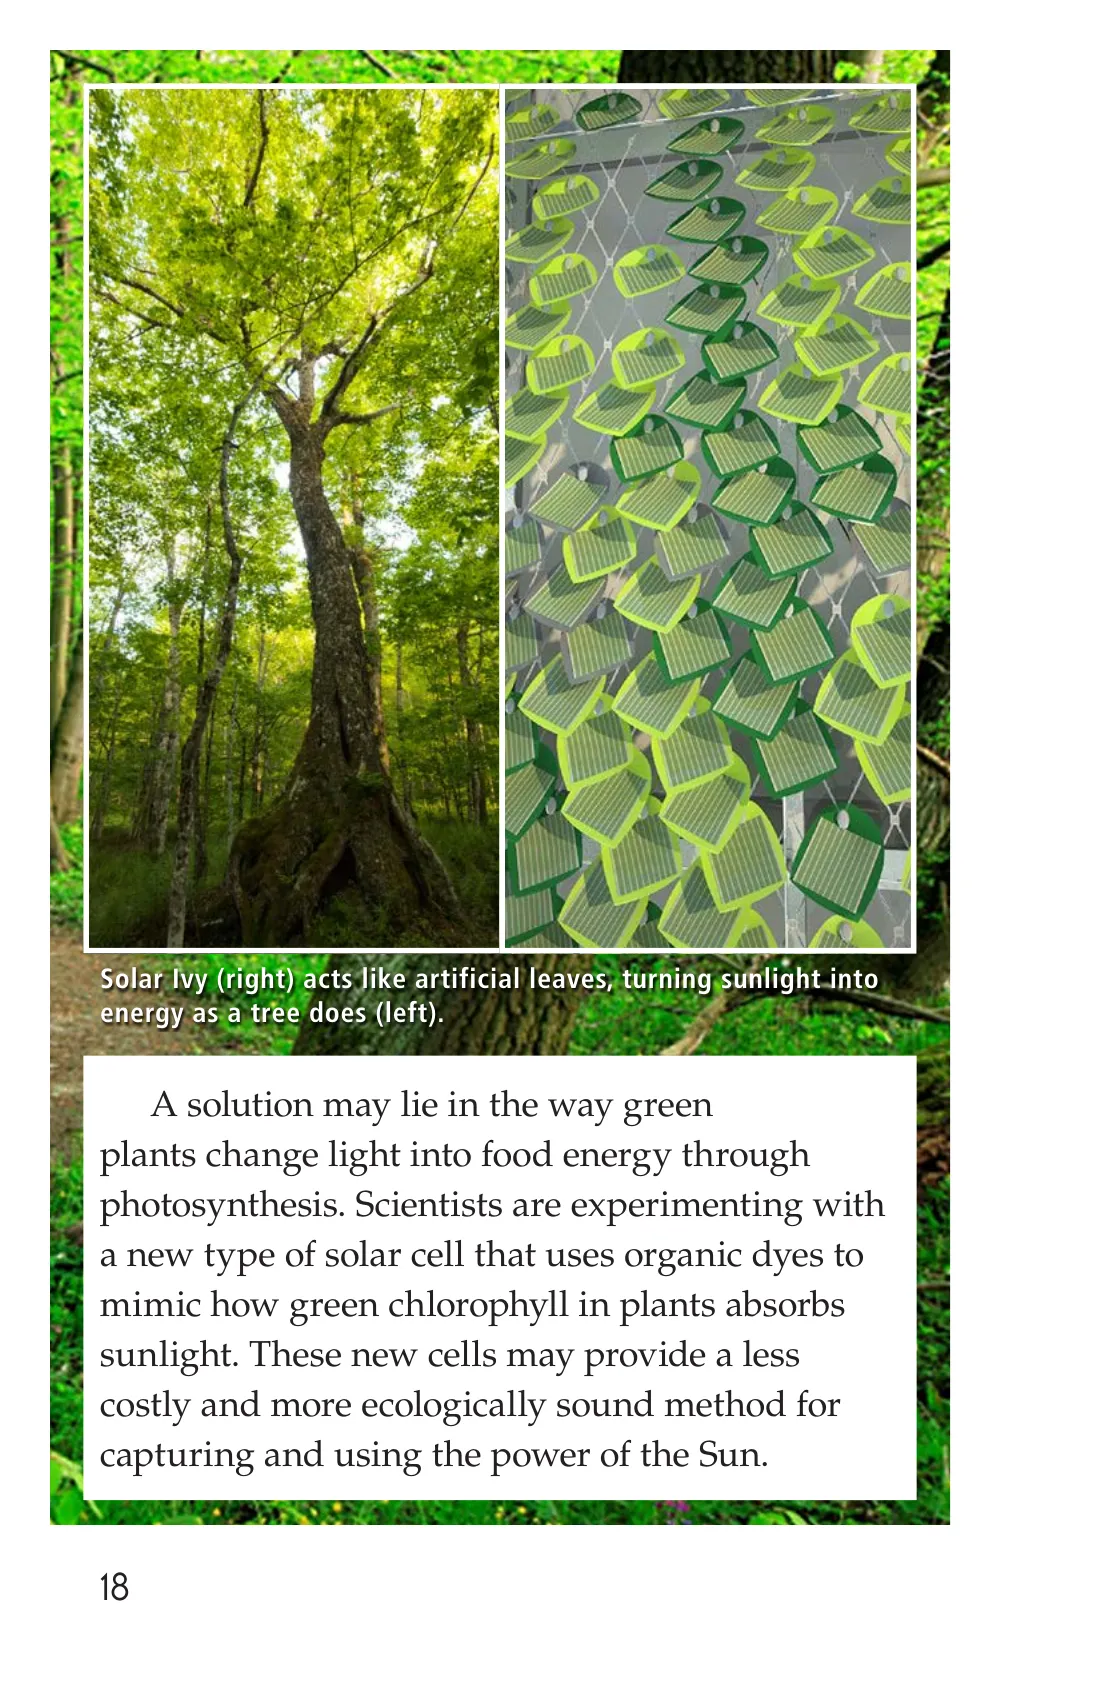 Solar Ivy (right) acts like artificial leaves, turning sunlight into
energy as a tree does (left).
A solution may lie in the way green
plants change light into food energy through
photosynthesis. Scientists are experimenting with
a new type of solar cell that uses organic dyes to
mimic how green chlorophyll in plants absorbs
sunlight. These new cells may provide a less
costly and more ecologically sound method for
capturing and using the power of the Sun.
18